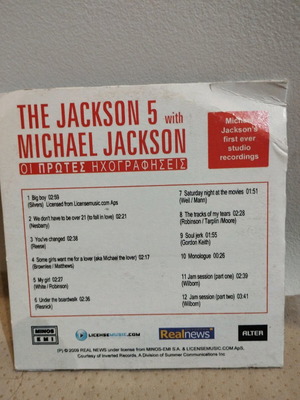 THE JACKSON 5 with
MICHAEL JACKSON
ΟΙ ΠΡΩΤΕΣ ΗΧΟΓΡΑΦΗΣΕΙΣ
Michael
Jackson's
first ever
studio
recordings
1 Big boy 02:59
(Silvers) Licensed from Licensemusic.com Aps
2 We don't have to be over 21 (to fall in love) 02:21
(Nesberry)
3 You've changed 02:38
(Reese)
4 Some girls want me for a lover (aka Michael the lover) 02:17
(Brownies / Matthews)
5 My girl 02:27
(White / Robinson)
6 Under the boardwalk 02:36
(Resnick)
7 Saturday night at the movies 01:51
(Weil / Mann)
8 The tracks of my tears 02:28
(Robinson / Tarplin /Moore)
9 Soul jerk 01:55
(Gordon Keith)
10 Monologue 00:26
11 Jam session (part one) 02:39
(Wilborn)
12 Jam session (part two) 03:41
(Wilborn)
MINOS
EMI
LICENSEMUSIC.COM
Realnews
ALTER
(P) © 2009 REAL NEWS under license from MINOS-EMI S.A. & LICENSEMUSIC.COM ApS,
Courtesy of Inverted Records, A Division of Summer Communications Inc